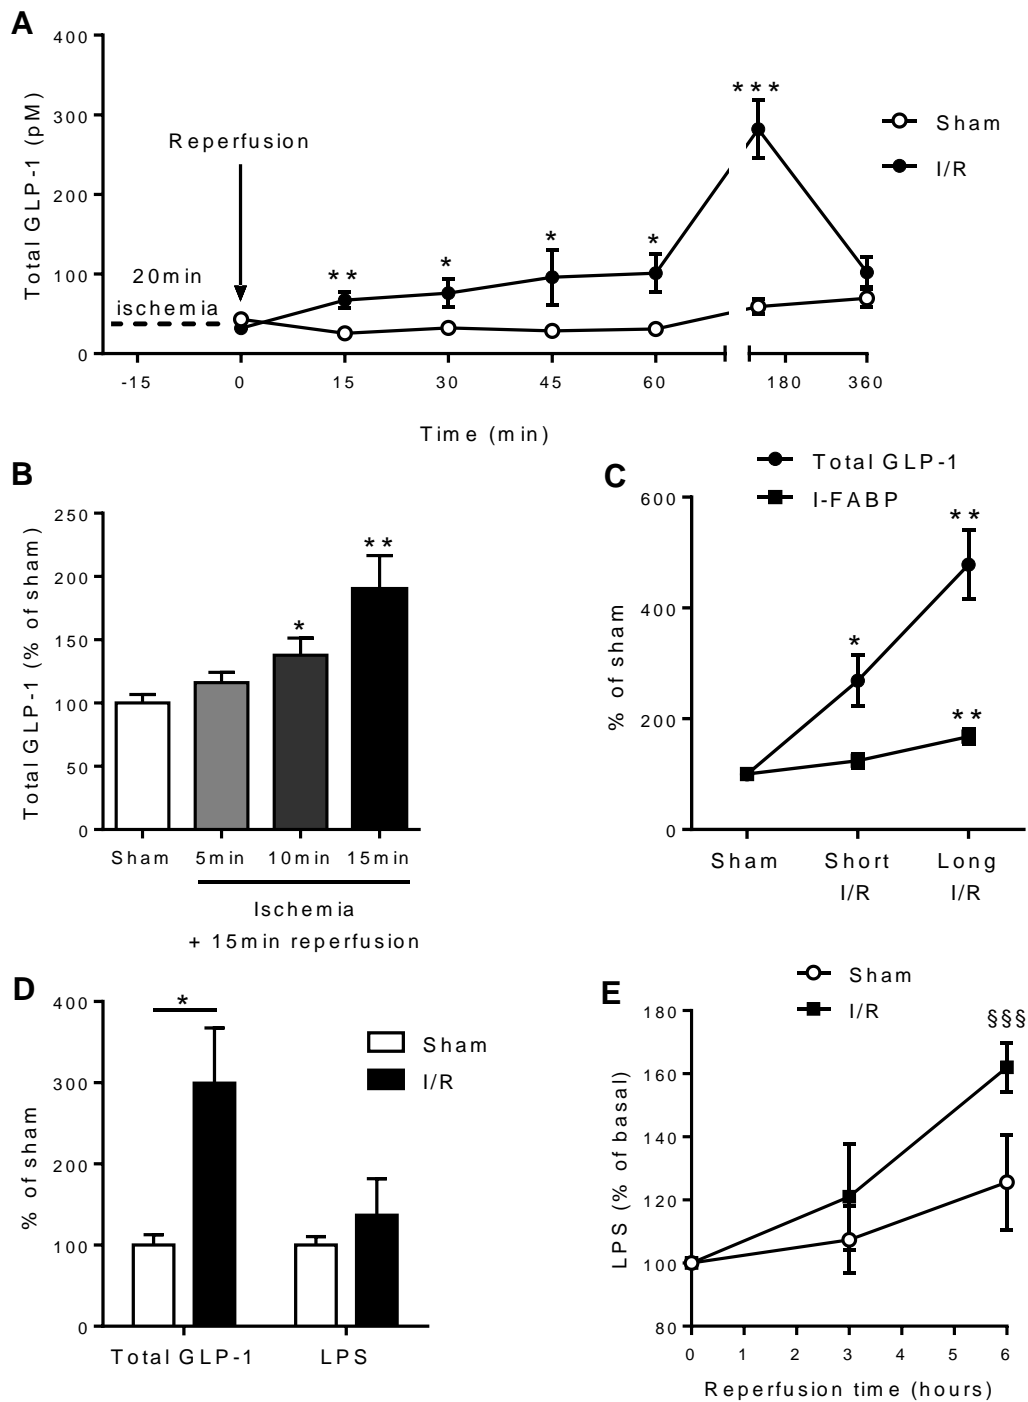 A
400
300
200
100
0
Total GLP-1 (pM)
Reperfusion
20min
ischemia
**
*
*
*
***
Sham
I/R
-15
0
15
30
45
60
180
360
Time (min)
B
250
200
150
100
50
0
Total GLP-1 (% of sham)
*
**
Sham
5min
10min
15min
Ischemia
+ 15min reperfusion
C
Total GLP-1
I-FABP
600
400
200
0
% of sham
*
**
**
Sham
Short
I/R
Long
I/R
D
400
300
200
100
0
% of sham
*
Sham
I/R
Total GLP-1
LPS
E
Sham
I/R
180
160
140
120
100
80
LPS (% of basal)
§§§
0
1
2
3
4
5
6
Reperfusion time (hours)